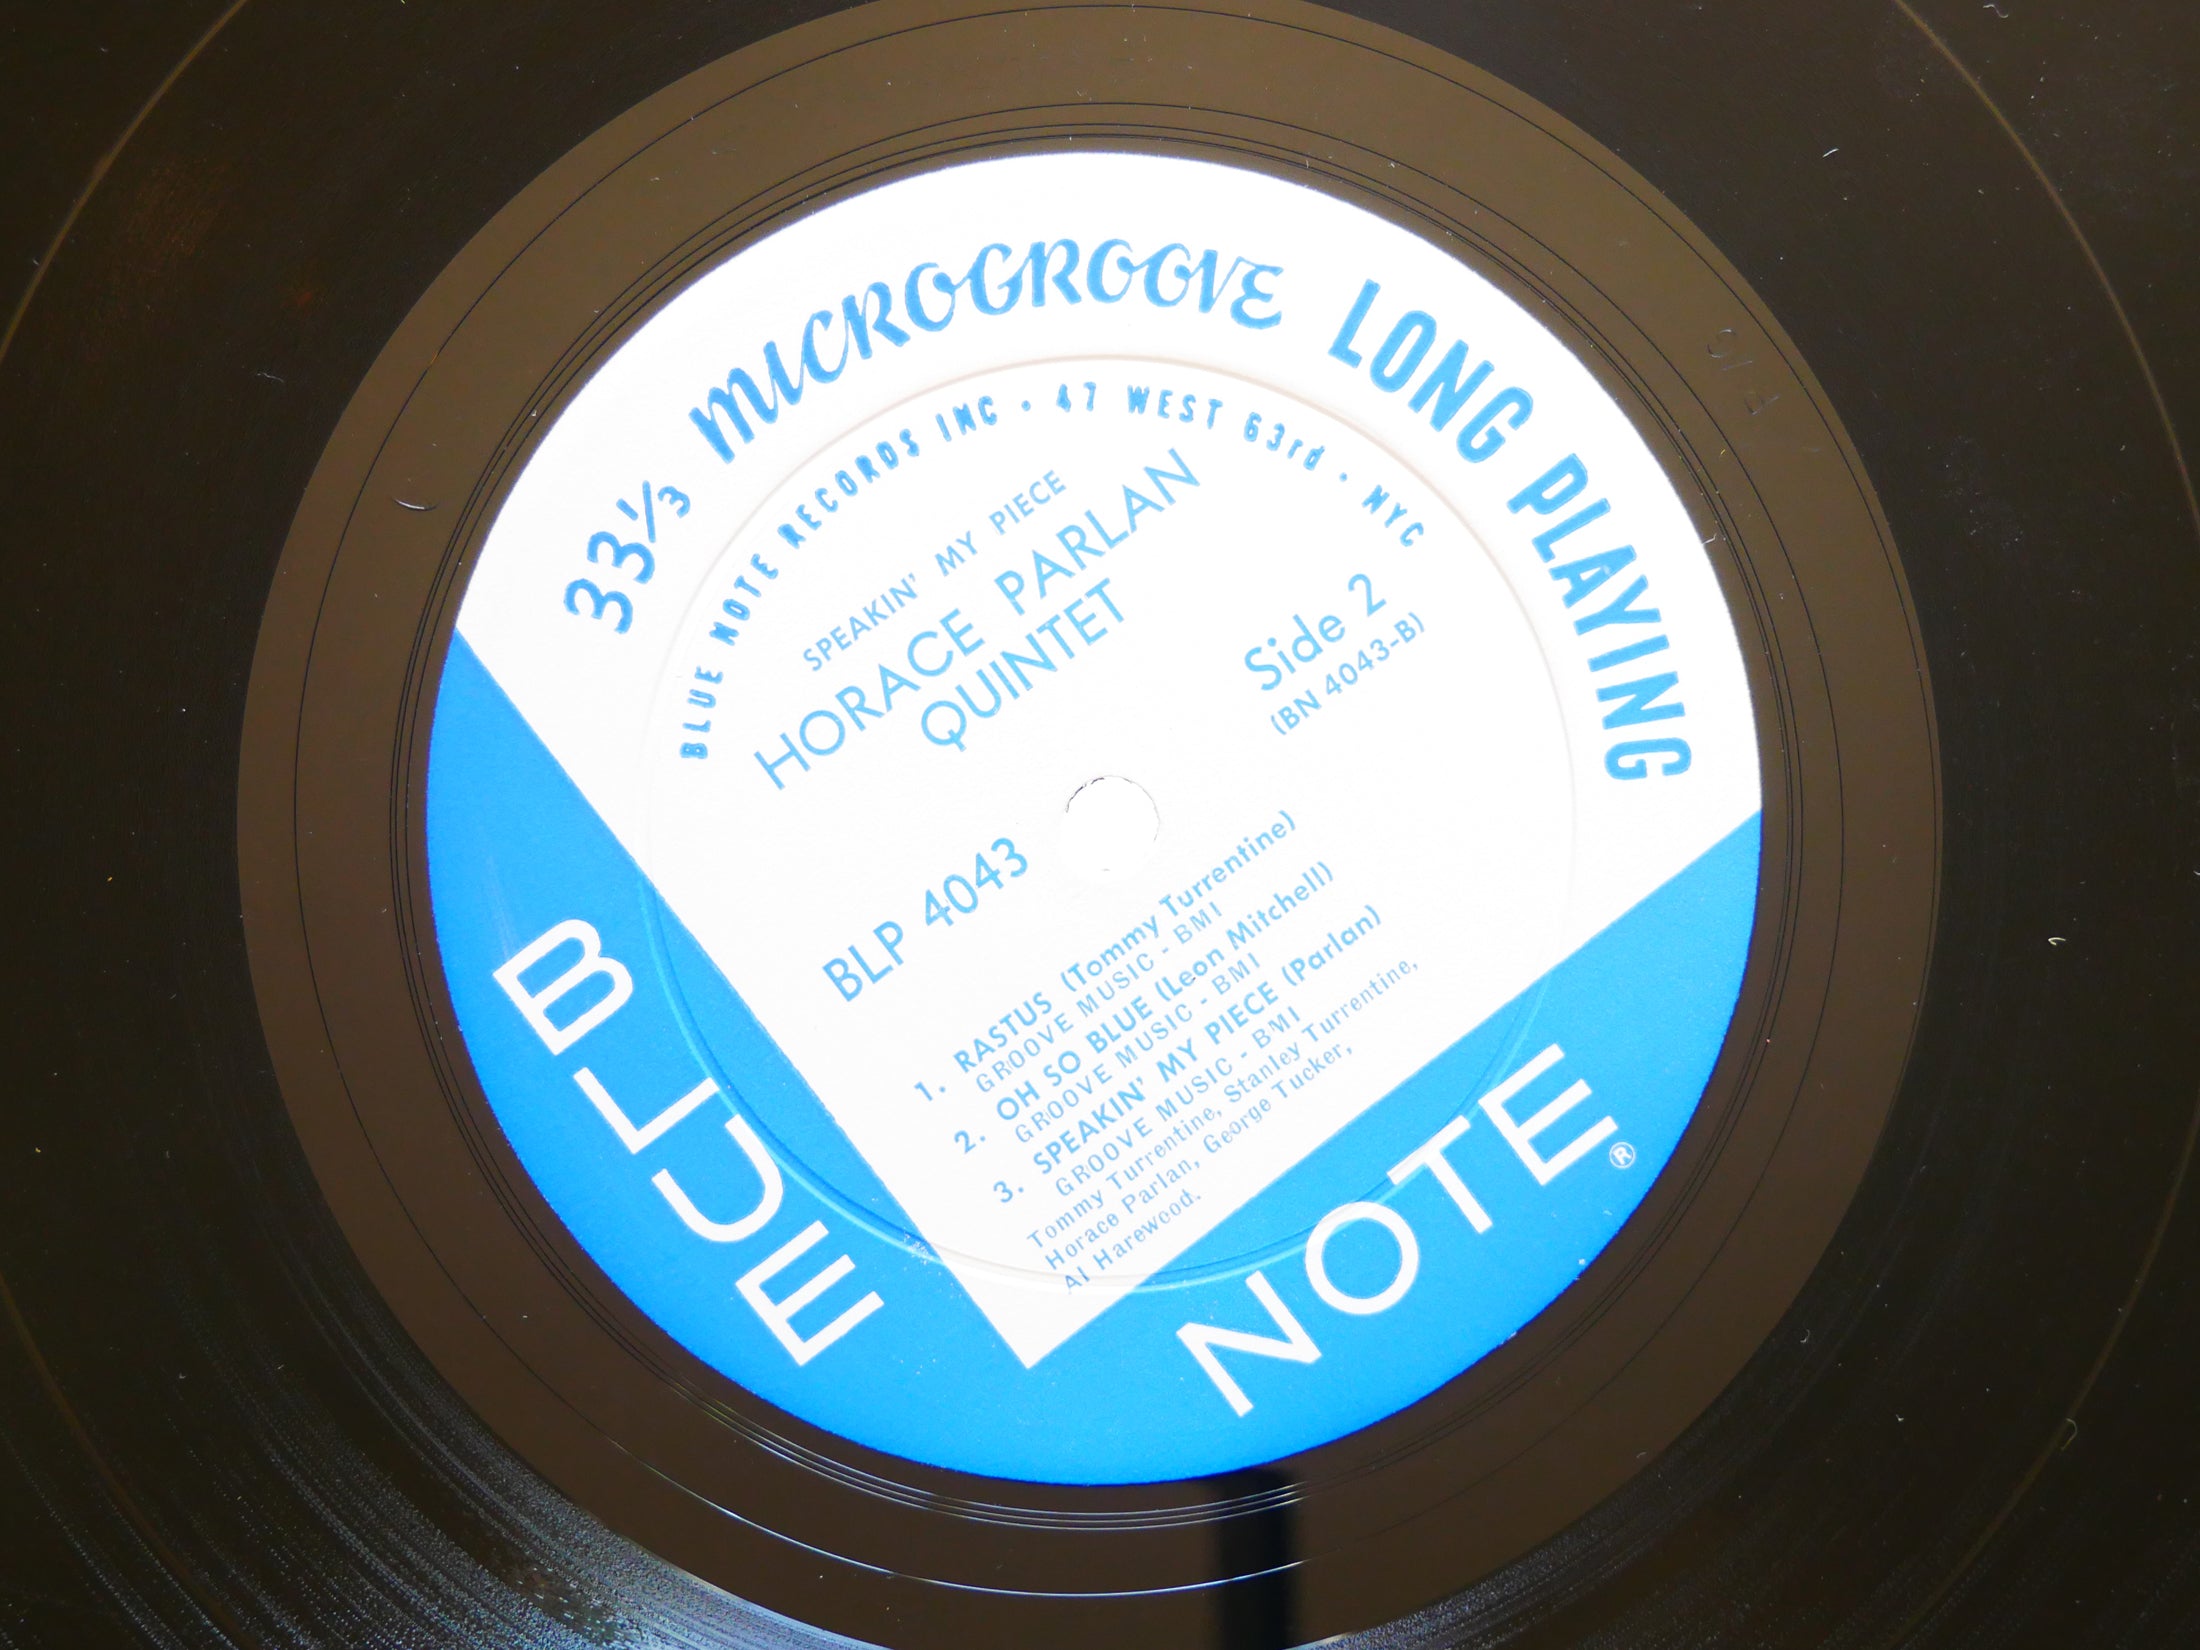 33⅓ MICROGROOVE LONG PLAYING
BLUE NOTE RECORDS INC · 47 WEST 63rd · NYC
SPEAKIN' MY PIECE
HORACE PARLAN
QUINTET
Side 2
(BN 4043-B)
BLP 4043
1. RASTUS (Tommy Turrentine)
GROOVE MUSIC - BMI
2. OH SO BLUE (Leon Mitchell)
GROOVE MUSIC - BMI
3. SPEAKIN' MY PIECE (Parlan)
GROOVE MUSIC - BMI
Tommy Turrentine, Stanley Turrentine,
Horace Parlan, George Tucker,
Al Harewood.
BLUE NOTE®